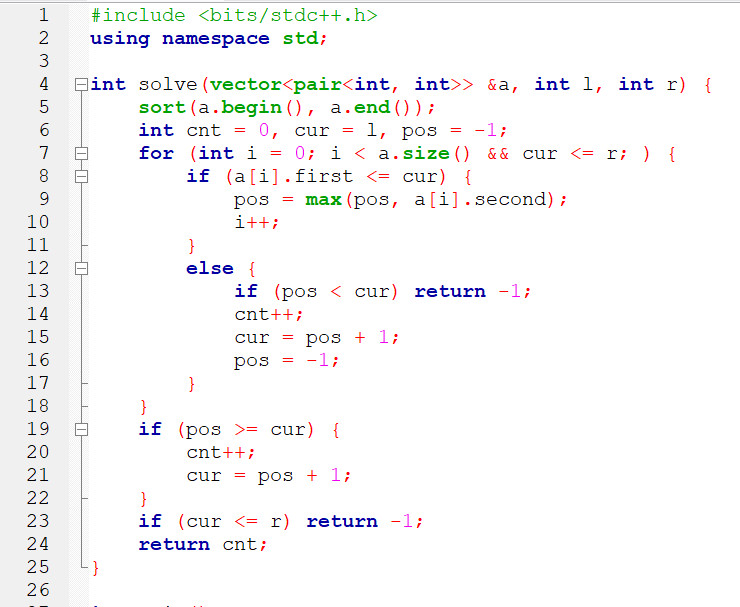 1 #include <bits/stdc++.h>
2 using namespace std;
3
4 int solve(vector<pair<int, int>> &a, int l, int r) {
5 sort(a.begin(), a.end());
6 int cnt = 0, cur = l, pos = -1;
7 for (int i = 0; i < a.size() && cur <= r; ) {
8 if (a[i].first <= cur) {
9 pos = max(pos, a[i].second);
10 i++;
11 }
12 else {
13 if (pos < cur) return -1;
14 cnt++;
15 cur = pos + 1;
16 pos = -1;
17 }
18 }
19 if (pos >= cur) {
20 cnt++;
21 cur = pos + 1;
22 }
23 if (cur <= r) return -1;
24 return cnt;
25 }
26